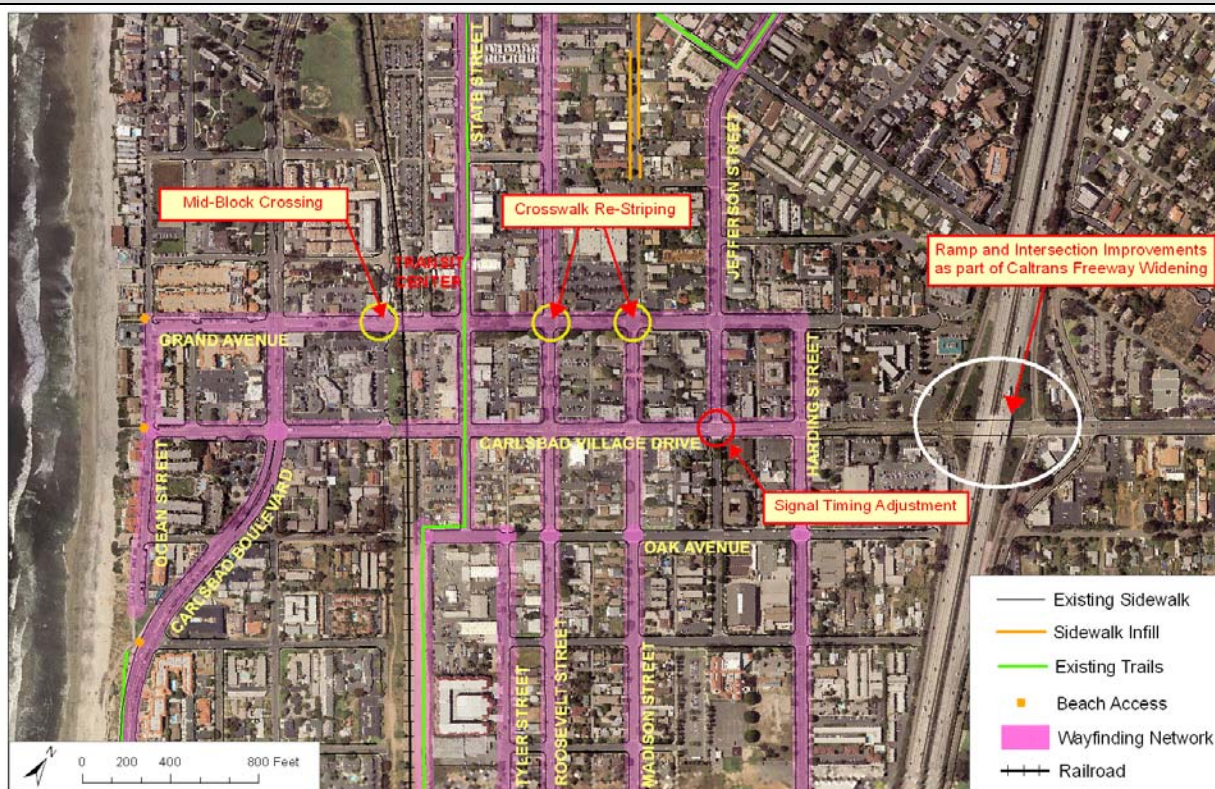 STATE STREET
Mid-Block Crossing
Crosswalk Re-Striping
JEFFERSON STREET
Ramp and Intersection Improvements
as part of Caltrans Freeway Widening
TRANSIT
CENTER
GRAND AVENUE
HARDING STREET
CARLSBAD VILLAGE DRIVE
OCEAN STREET
CARLSBAD BOULEVARD
Signal Timing Adjustment
OAK AVENUE
TYLER STREET
ROOSEVELT STREET
MADISON STREET
Existing Sidewalk
Sidewalk Infill
Existing Trails
Beach Access
Wayfinding Network
Railroad
N
0 200 400 800 Feet